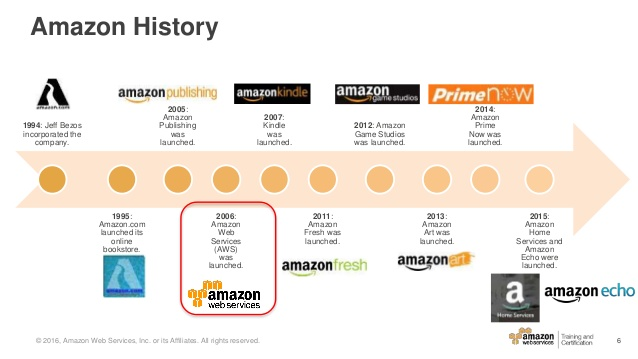 Amazon History
amazon.com
amazonpublishing
amazonkindle
amazon
game studios
Prime now
1994: Jeff Bezos
incorporated the
company.
2005:
Amazon
Publishing
was
launched.
2007:
Kindle
was
launched.
2012: Amazon
Game Studios
was launched.
2014:
Amazon
Prime
Now was
launched.
1995:
Amazon.com
launched its
online
bookstore.
2006:
Amazon
Web
Services
(AWS)
was
launched.
amazon
webservices
2011:
Amazon
Fresh was
launched.
amazonfresh
2013:
Amazon
Art was
launched.
amazonart
2015:
Amazon
Home
Services and
Amazon
Echo were
launched.
a
Home Services
amazon echo
© 2016, Amazon Web Services, Inc. or its Affiliates. All rights reserved.
amazon
webservices
Training and
Certification
6